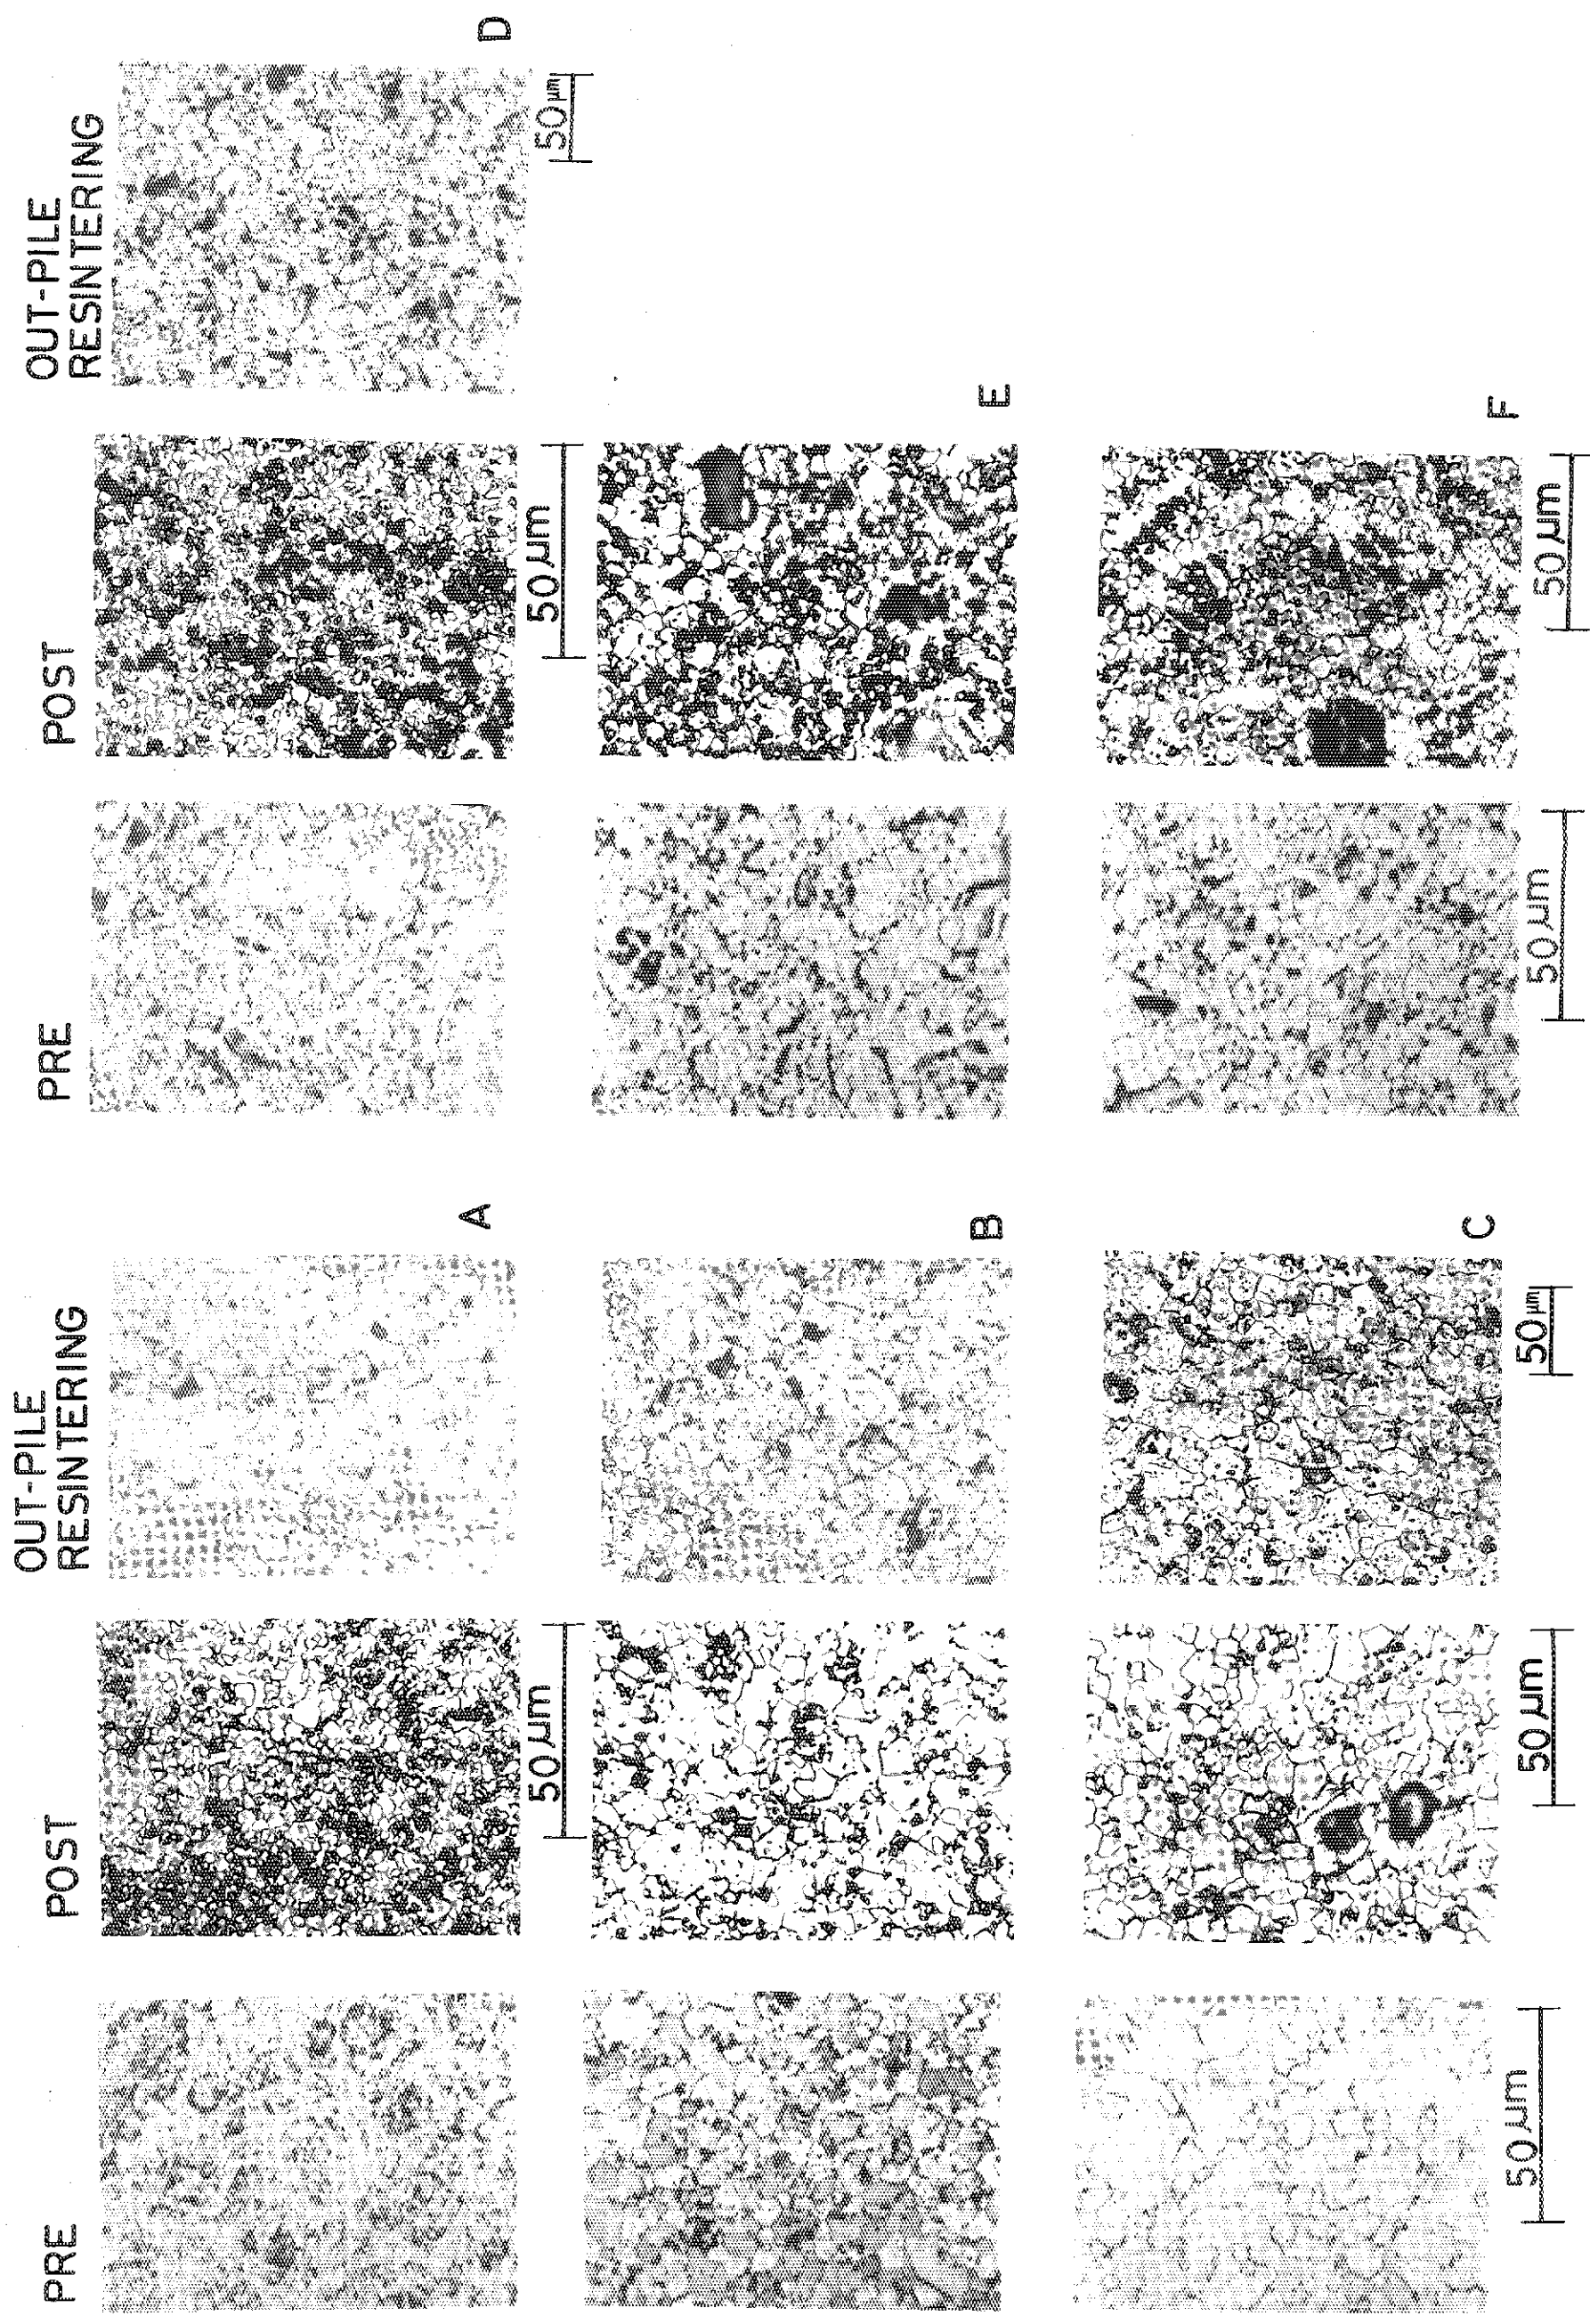 PRE
POST
OUT-PILE
RESINTERING
PRE
POST
OUT-PILE
RESINTERING
A
D
50 µm
50 µm
50 µm
B
E
C
F
50 µm
50 µm
50 µm
50 µm
50 µm